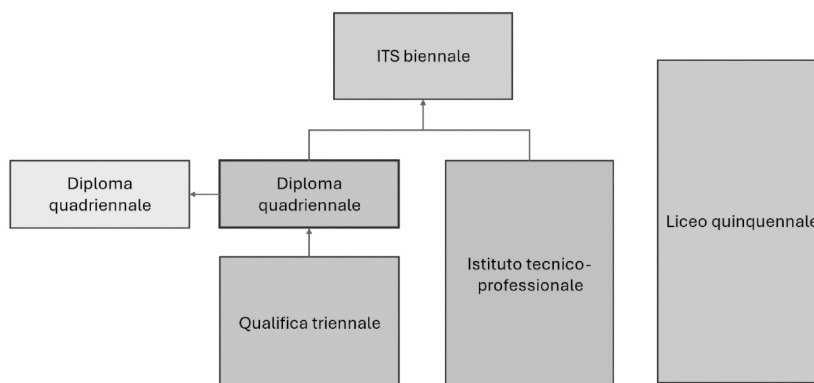 ITS biennale
Diploma
quadriennale
Diploma
quadriennale
Liceo quinquennale
Istituto tecnico-
professionale
Qualifica triennale